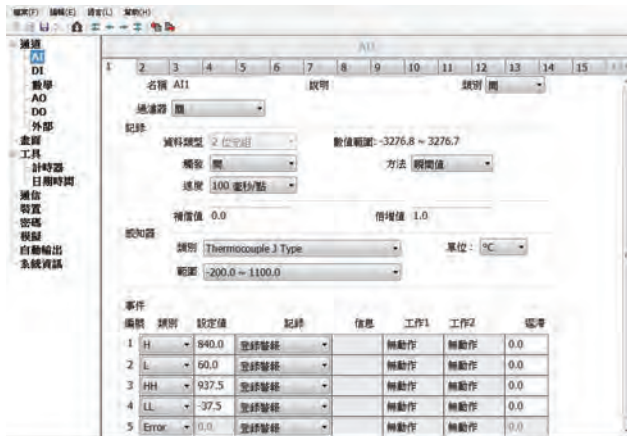 檔案(F) 編輯(E) 語言(L) 幫助(H)
通道
AI
DI
數學
AO
DO
外部
畫面
工具
計時器
日期時間
通信
裝置
密碼
模擬
自動輸出
系統資訊
AI1
1 2 3 4 5 6 7 8 9 10 11 12 13 14 15
名稱 AI1 說明 類別 開
過濾器 關
記錄
資料類型 2 位元組 數值範圍: -3276.8 ~ 3276.7
觸發 開 方法 瞬間值
速度 100 毫秒/點
補償值 0.0 倍增值 1.0
感知器
類別 Thermocouple J Type 單位: °C
範圍 -200.0 ~ 1100.0
事件
編號 類別 設定值 記錄 信息 工作1 工作2 遲滯
1 H 840.0 登錄警報 無動作 無動作 0.0
2 L 60.0 登錄警報 無動作 無動作 0.0
3 HH 937.5 登錄警報 無動作 無動作 0.0
4 LL -37.5 登錄警報 無動作 無動作 0.0
5 Error 0.0 登錄警報 無動作 無動作 0.0